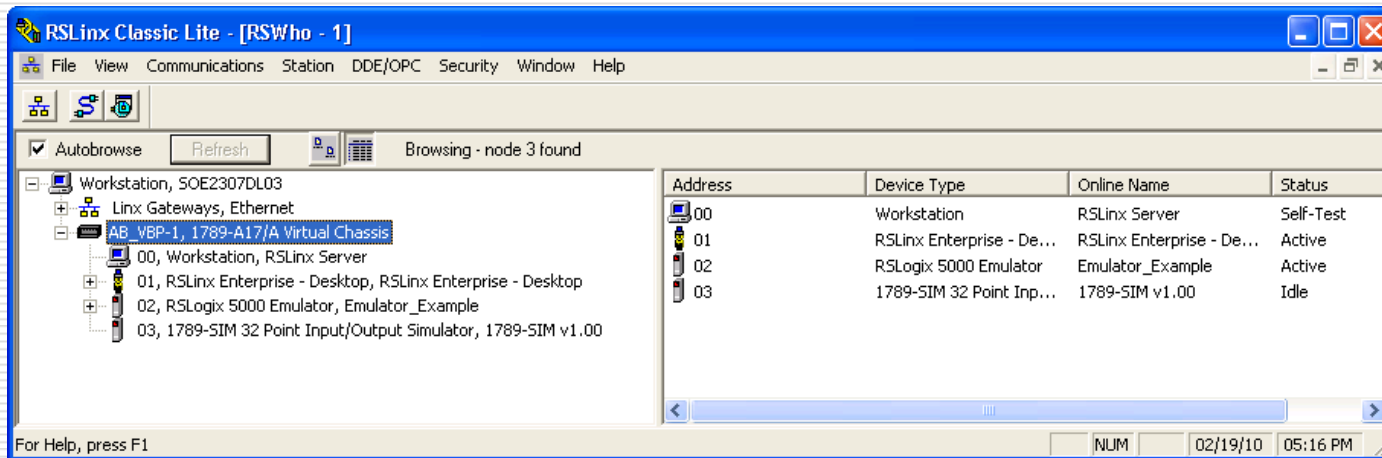 RSLinx Classic Lite - [RSWho - 1]
File View Communications Station DDE/OPC Security Window Help
Autobrowse Refresh Browsing - node 3 found
Workstation, SOE2307DL03
Linx Gateways, Ethernet
AB_VBP-1, 1789-A17/A Virtual Chassis
00, Workstation, RSLinx Server
01, RSLinx Enterprise - Desktop, RSLinx Enterprise - Desktop
02, RSLogix 5000 Emulator, Emulator_Example
03, 1789-SIM 32 Point Input/Output Simulator, 1789-SIM v1.00
Address Device Type Online Name Status
00 Workstation RSLinx Server Self-Test
01 RSLinx Enterprise - De... RSLinx Enterprise - De... Active
02 RSLogix 5000 Emulator Emulator_Example Active
03 1789-SIM 32 Point Inp... 1789-SIM v1.00 Idle
For Help, press F1 NUM 02/19/10 05:16 PM